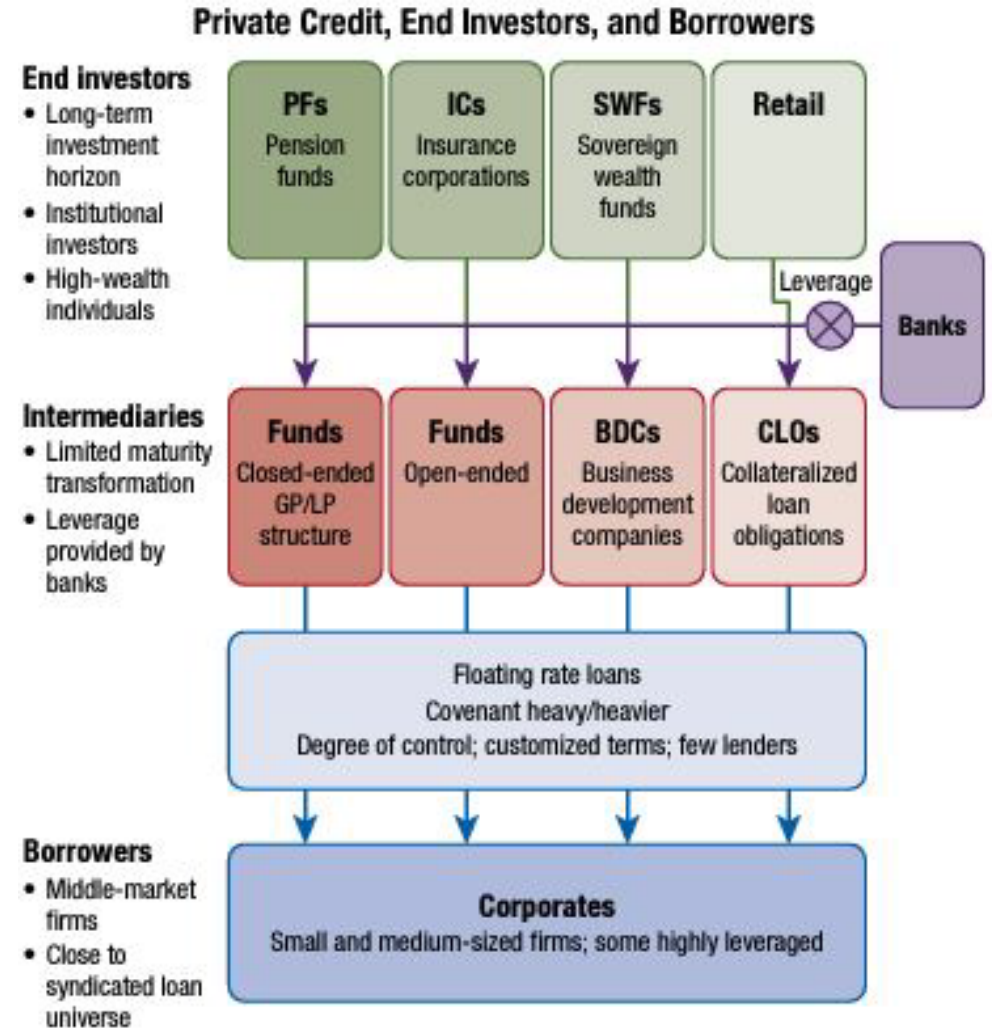 Private Credit, End Investors, and Borrowers
End investors
• Long-term
investment
horizon
• Institutional
investors
• High-wealth
individuals
PFs
Pension
funds
ICs
Insurance
corporations
SWFs
Sovereign
wealth
funds
Retail
Leverage
Banks
Intermediaries
• Limited maturity
transformation
• Leverage
provided by
banks
Funds
Closed-ended
GP/LP
structure
Funds
Open-ended
BDCs
Business
development
companies
CLOs
Collateralized
loan
obligations
Floating rate loans
Covenant heavy/heavier
Degree of control; customized terms; few lenders
Borrowers
• Middle-market
firms
• Close to
syndicated loan
universe
Corporates
Small and medium-sized firms; some highly leveraged